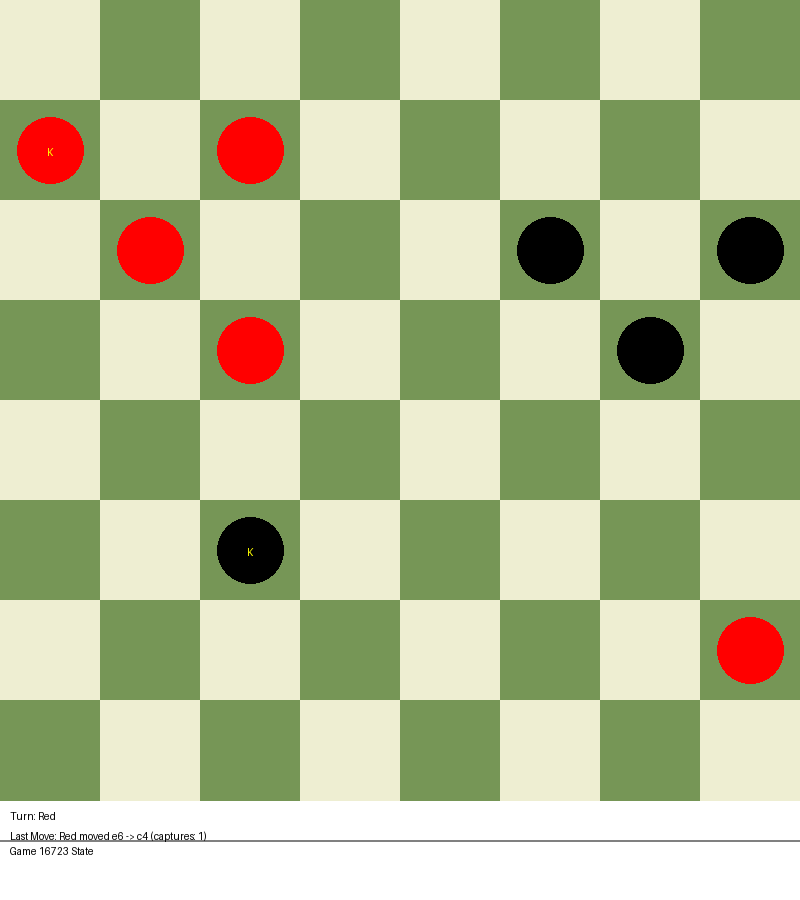 K
K
Turn: Red
Last Move: Red moved e6 -> c4 (captures: 1)
Game 16723 State